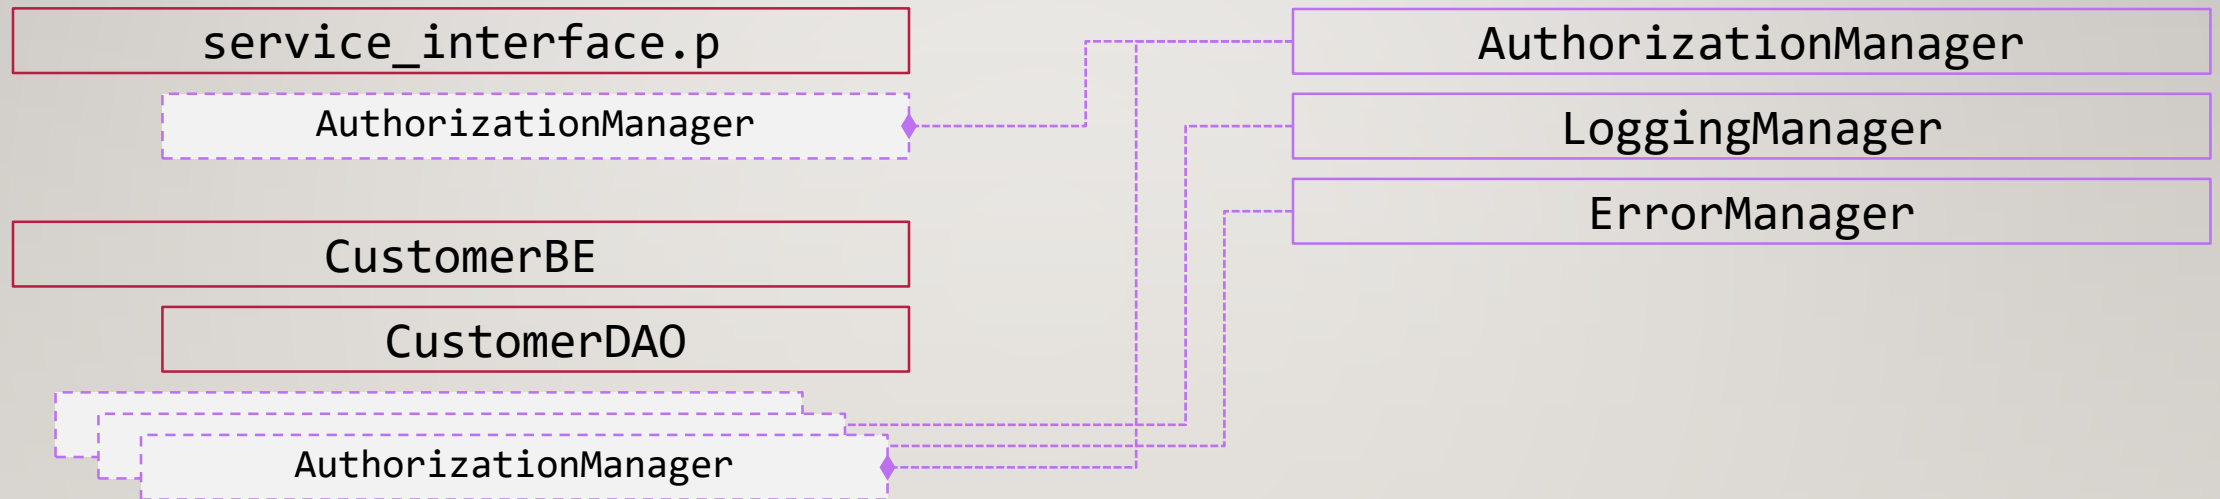 service_interface.p
AuthorizationManager
CustomerBE
CustomerDAO
AuthorizationManager
AuthorizationManager
LoggingManager
ErrorManager